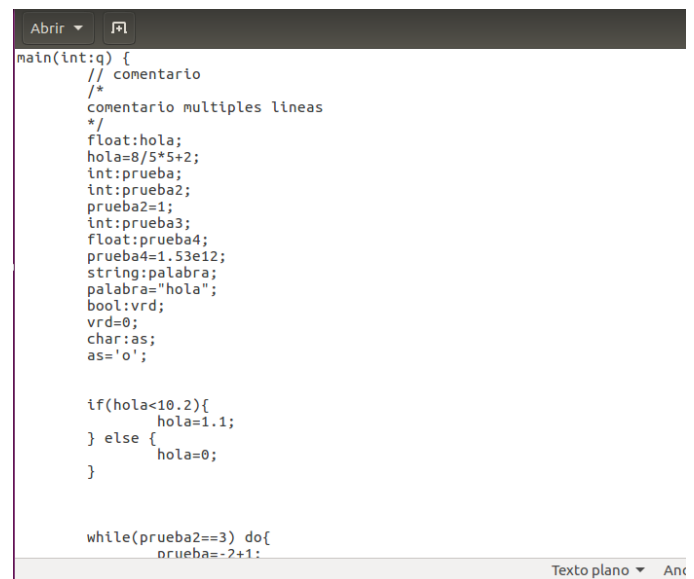 Abrir
main(int:q) {
// comentario
/*
comentario multiples lineas
*/
float:hola;
hola=8/5*5+2;
int:prueba;
int:prueba2;
prueba2=1;
int:prueba3;
float:prueba4;
prueba4=1.53e12;
string:palabra;
palabra="hola";
bool:vrd;
vrd=0;
char:as;
as='o';
if(hola<10.2){
hola=1.1;
} else {
hola=0;
}
while(prueba2==3) do{
prueba=-2+1;
Texto plano Anc